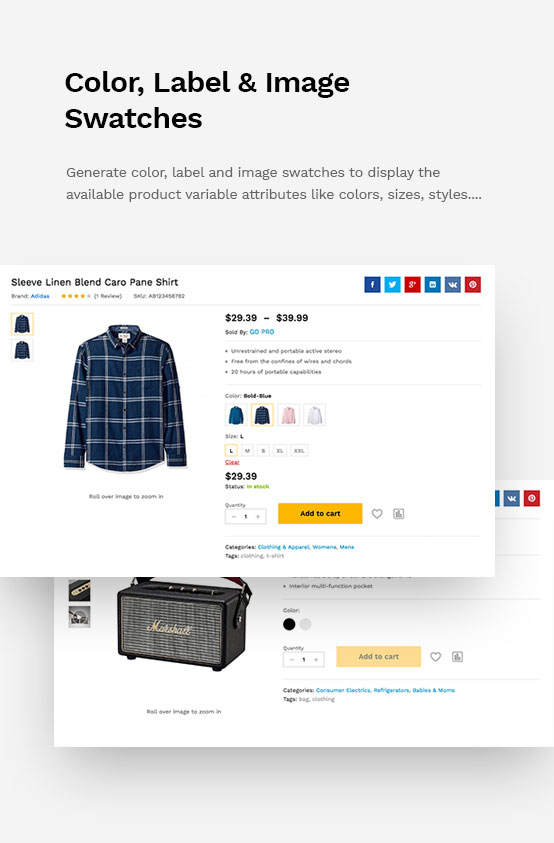 Color, Label & Image
Swatches
Generate color, label and image swatches to display the
available product variable attributes like colors, sizes, styles....
Sleeve Linen Blend Caro Pane Shirt
Brand: Adidas
(1 Review)
SKU: AB123456782
$29.39 – $39.99
Sold By: GO PRO
Unrestrained and portable active stereo
Free from the confines of wires and chords
20 hours of portable capabilities
Color: Bold-Blue
Size: L
L M S XL XXL
Clear
$29.39
Status: In stock
Roll over image to zoom in
Quantity
− 1 +
Add to cart
Categories: Clothing & Apparel, Womens, Mens
Tags: clothing, t-shirt
Interior multi-function pocket
Marshall
Color:
Quantity
− 1 +
Add to cart
Categories: Consumer Electrics, Refrigerators, Babies & Moms
Tags: bag, clothing
Roll over image to zoom in